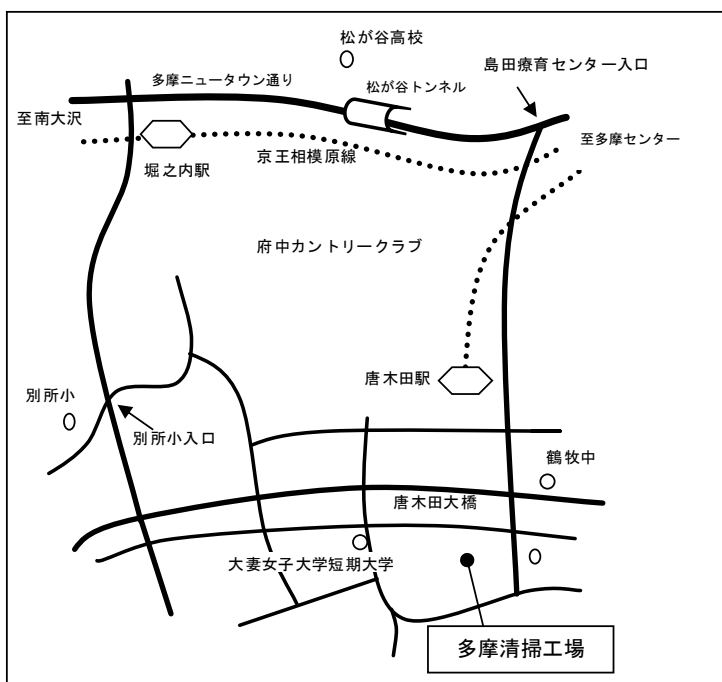 松が谷高校
島田療育センター入口
多摩ニュータウン通り
松が谷トンネル
至南大沢
至多摩センター
京王相模原線
堀之内駅
府中カントリークラブ
唐木田駅
別所小
別所小入口
鶴牧中
唐木田大橋
大妻女子大学短期大学
多摩清掃工場